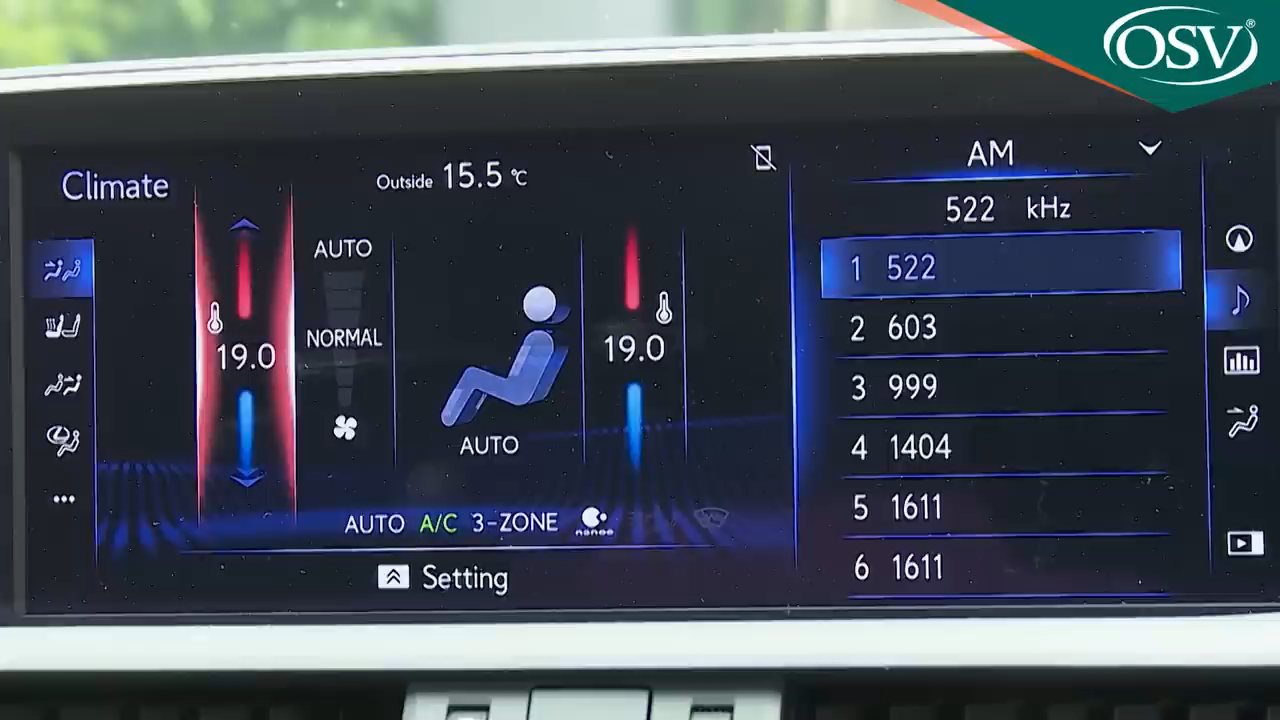 OSV®
Climate
Outside 15.5 °C
AUTO
NORMAL
19.0
AUTO
19.0
AUTO A/C 3-ZONE nanoe
Setting
AM
522 kHz
1 522
2 603
3 999
4 1404
5 1611
6 1611